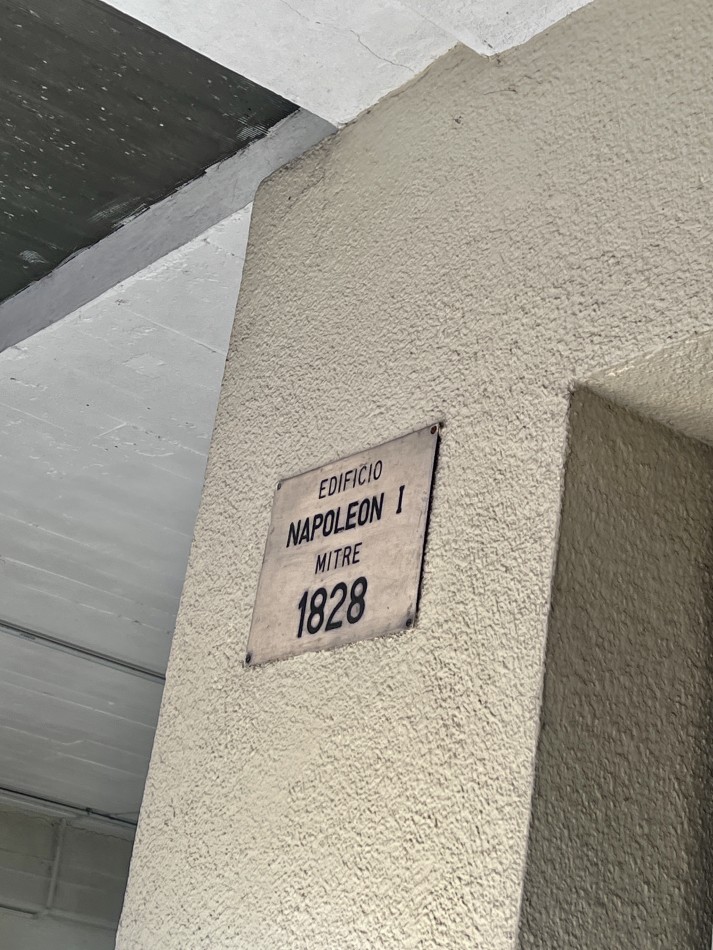 EDIFICIO
NAPOLEON I
MITRE
1828